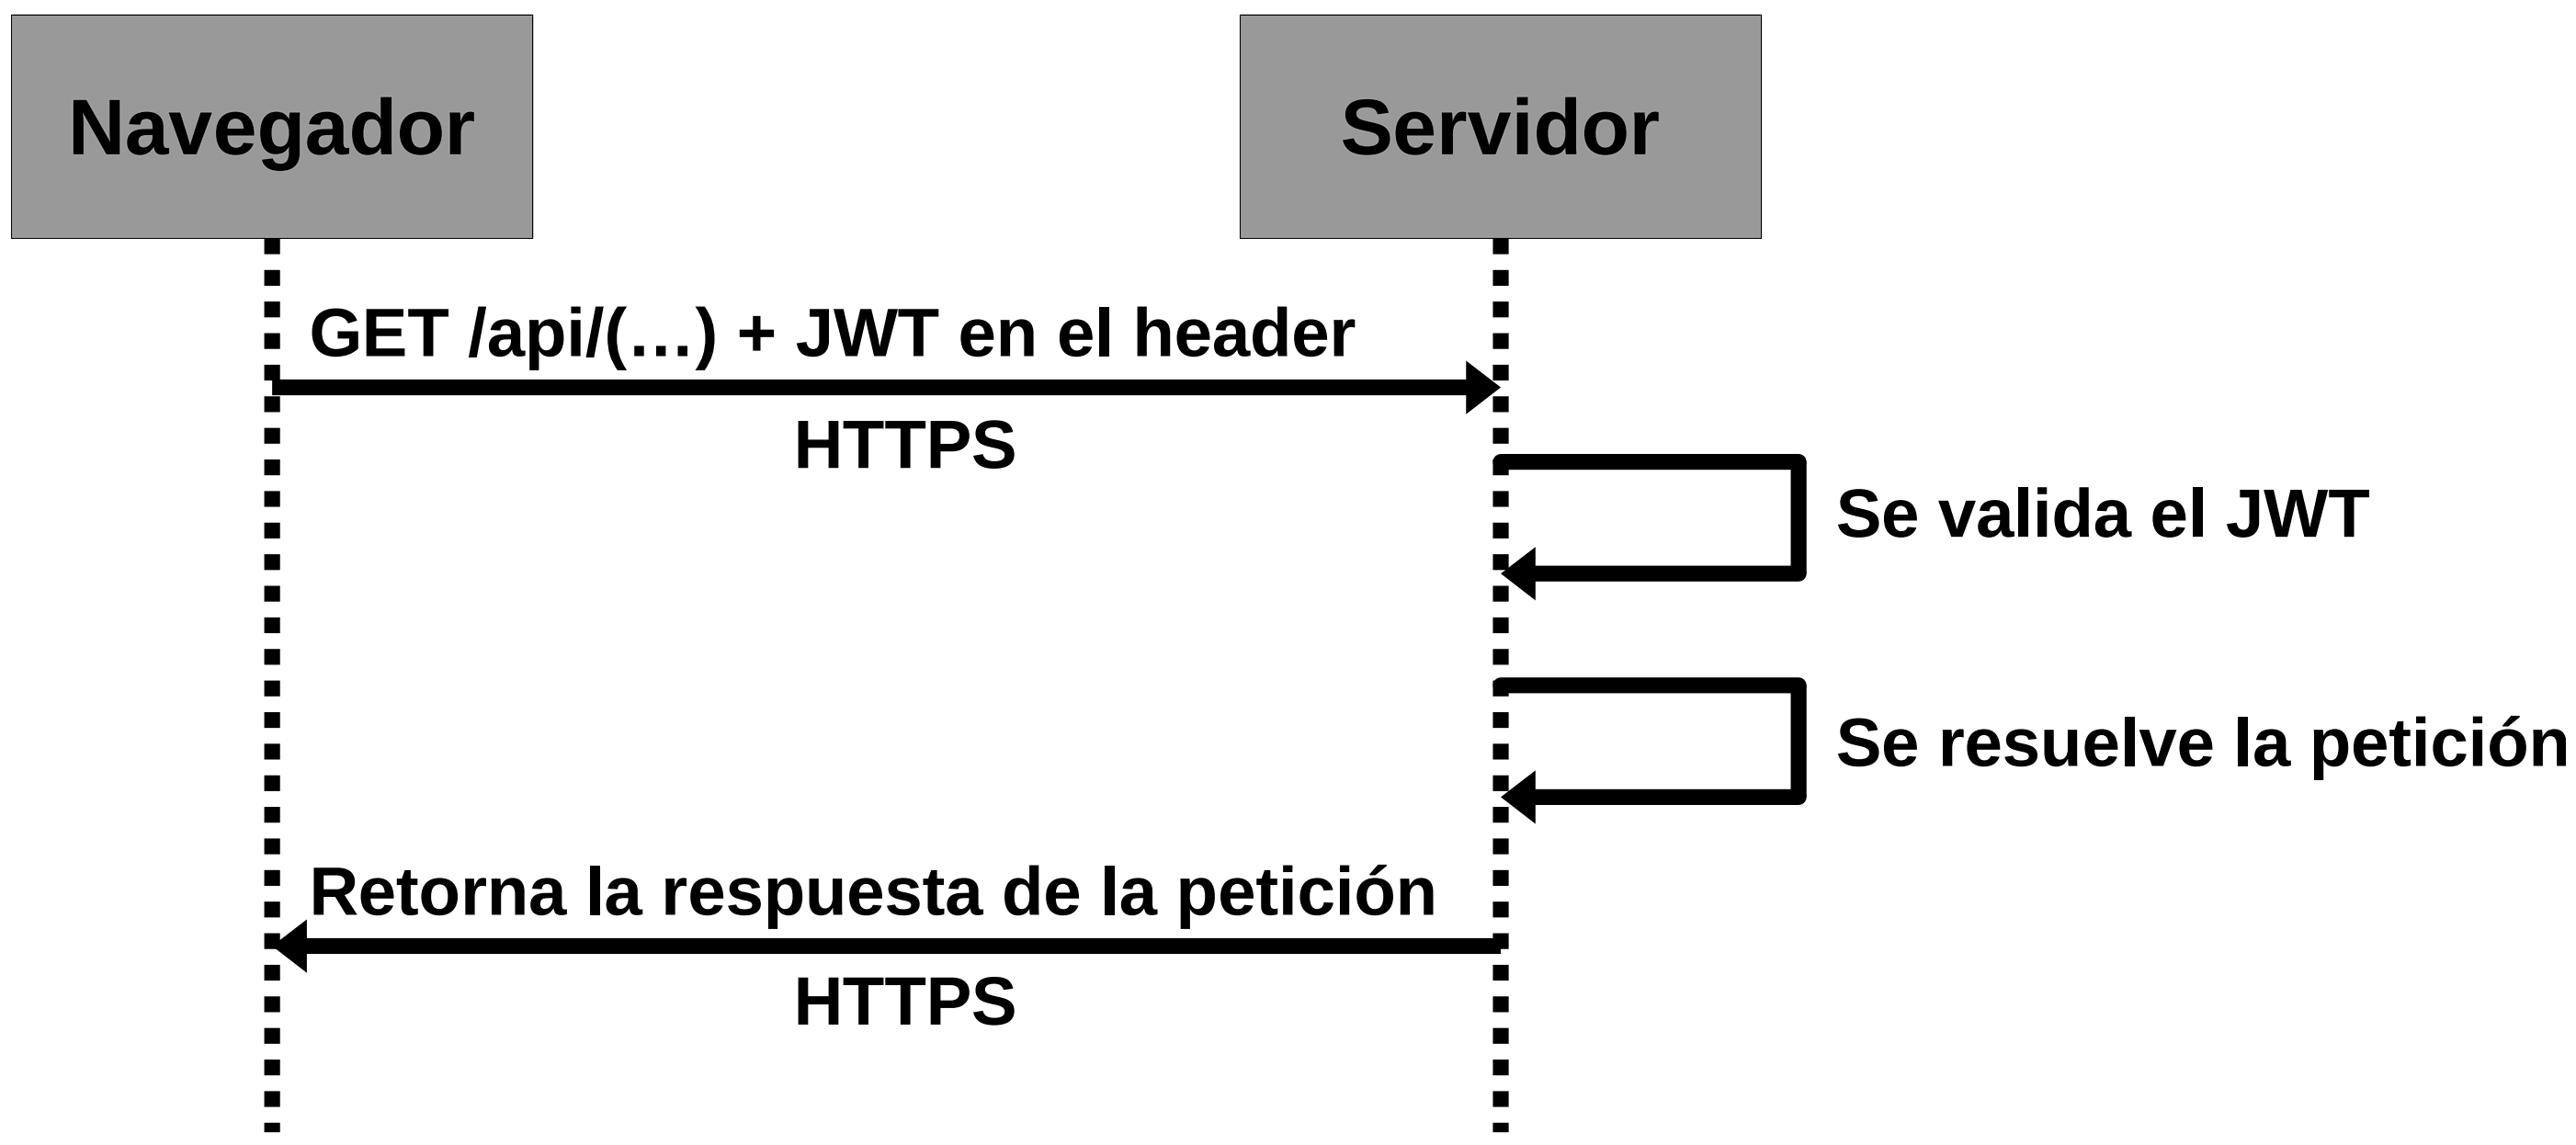 Navegador
Servidor
GET /api/(…) + JWT en el header
HTTPS
Se valida el JWT
Se resuelve la petición
Retorna la respuesta de la petición
HTTPS